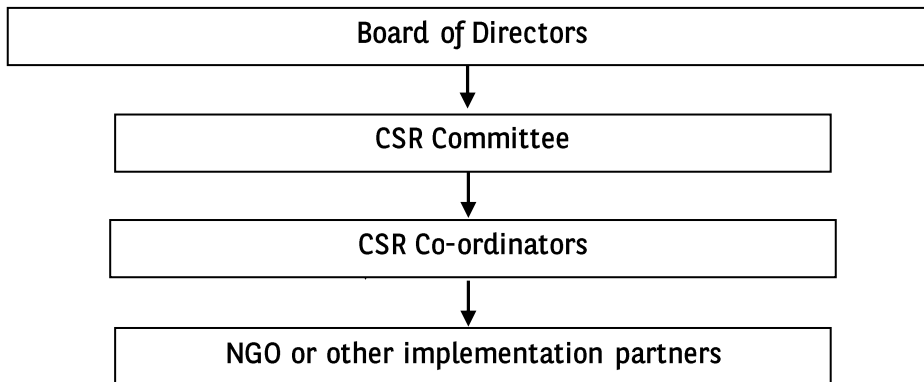 Board of Directors
CSR Committee
CSR Co-ordinators
NGO or other implementation partners